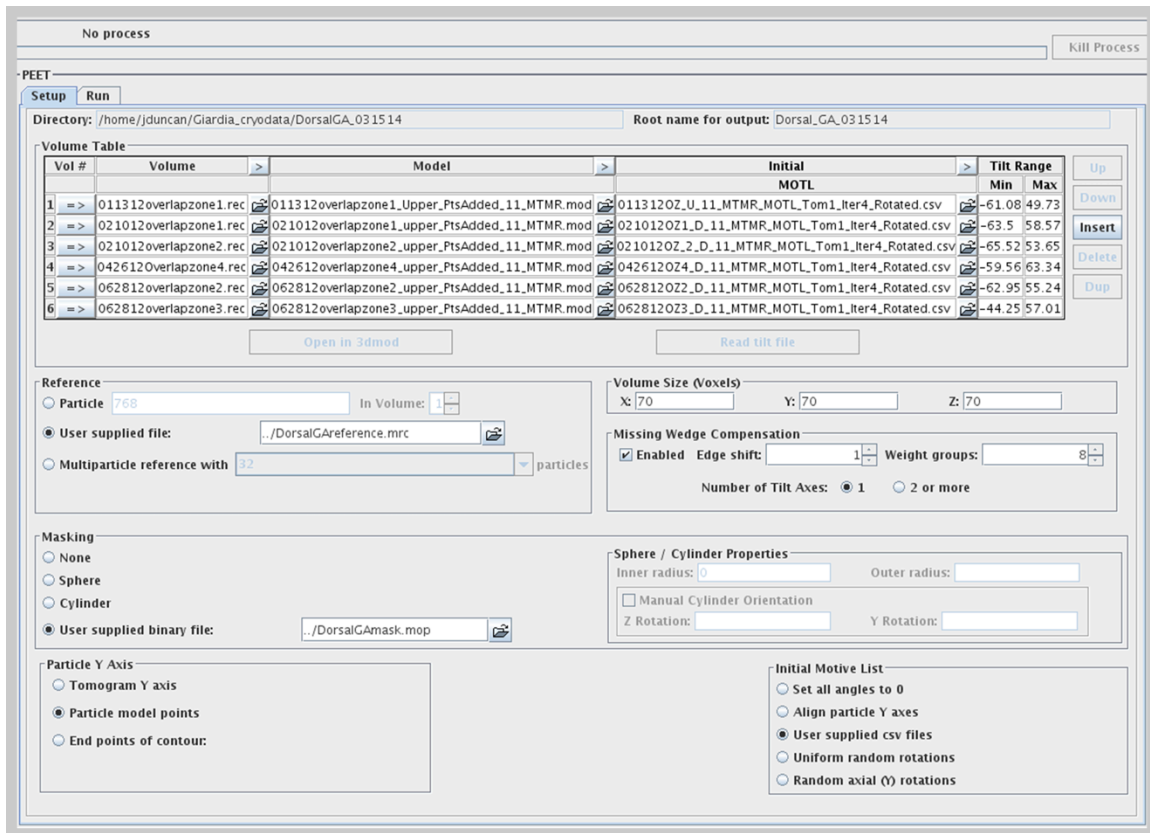 No process
Kill Process
PEET
Setup Run
Directory: /home/jduncan/Giardia_cryodata/DorsalGA_031514 Root name for output: Dorsal_GA_031514
Volume Table
Vol # Volume > Model > Initial > Tilt Range Up
MOTL Min Max
1 => 011312overlapzone1.rec 011312overlapzone1_Upper_PtsAdded_11_MTMR.mod 011312OZ_U_11_MTMR_MOTL_Tom1_Iter4_Rotated.csv -61.08 49.73 Down
2 => 021012overlapzone1.rec 021012overlapzone1_upper_PtsAdded_11_MTMR.mod 021012OZ1_D_11_MTMR_MOTL_Tom1_Iter4_Rotated.csv -63.5 58.57 Insert
3 => 021012overlapzone2.rec 021012overlapzone2_upper_PtsAdded_11_MTMR.mod 021012OZ_2_D_11_MTMR_MOTL_Tom1_Iter4_Rotated.csv -65.52 53.65
4 => 042612Overlapzone4.rec 042612overlapzone4_upper_PtsAdded_11_MTMR.mod 042612OZ4_D_11_MTMR_MOTL_Tom1_Iter4_Rotated.csv -59.56 63.34 Delete
5 => 062812overlapzone2.rec 062812overlapzone2_upper_PtsAdded_11_MTMR.mod 062812OZ2_D_11_MTMR_MOTL_Tom1_Iter4_Rotated.csv -62.95 55.24 Dup
6 => 062812overlapzone3.rec 062812overlapzone3_upper_PtsAdded_11_MTMR.mod 062812OZ3_D_11_MTMR_MOTL_Tom1_Iter4_Rotated.csv -44.25 57.01
Open in 3dmod Read tilt file
Reference
Particle 768 In Volume: 1
User supplied file: ../DorsalGAreference.mrc
Multiparticle reference with 32 particles
Volume Size (Voxels)
X: 70 Y: 70 Z: 70
Missing Wedge Compensation
Enabled Edge shift: 1 Weight groups: 8
Number of Tilt Axes: 1 2 or more
Masking
None
Sphere
Cylinder
User supplied binary file: ../DorsalGAmask.mop
Sphere / Cylinder Properties
Inner radius: 0 Outer radius:
Manual Cylinder Orientation
Z Rotation: Y Rotation:
Particle Y Axis
Tomogram Y axis
Particle model points
End points of contour:
Initial Motive List
Set all angles to 0
Align particle Y axes
User supplied csv files
Uniform random rotations
Random axial (Y) rotations